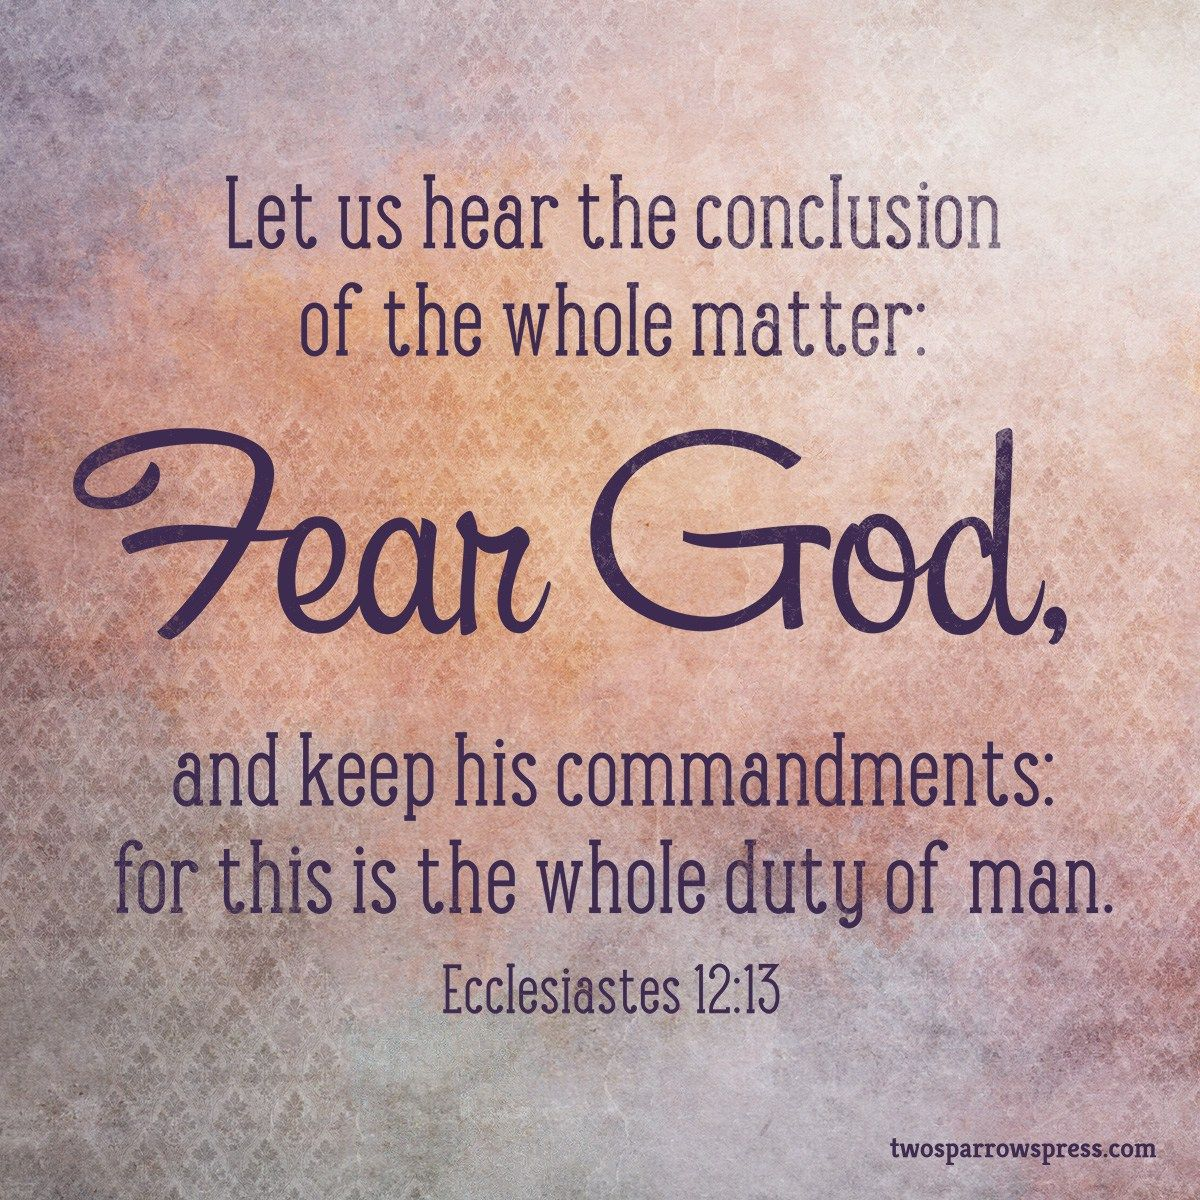 Let us hear the conclusion
of the whole matter:
Fear God,
and keep his commandments:
for this is the whole duty of man.
Ecclesiastes 12:13
twosparrowspress.com